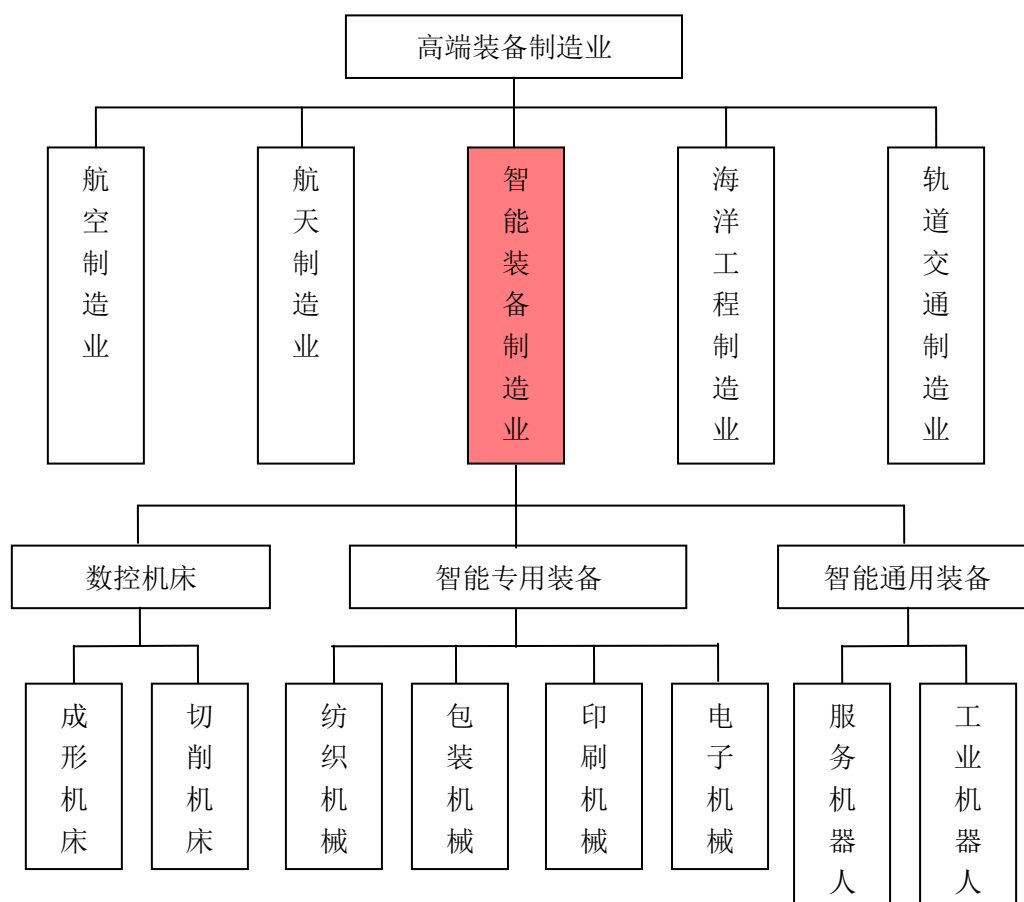 高端装备制造业
航空制造业
航天制造业
智能装备制造业
海洋工程制造业
轨道交通制造业
数控机床
智能专用装备
智能通用装备
成形机床
切削机床
纺织机械
包装机械
印刷机械
电子机械
服务机器人
工业机器人